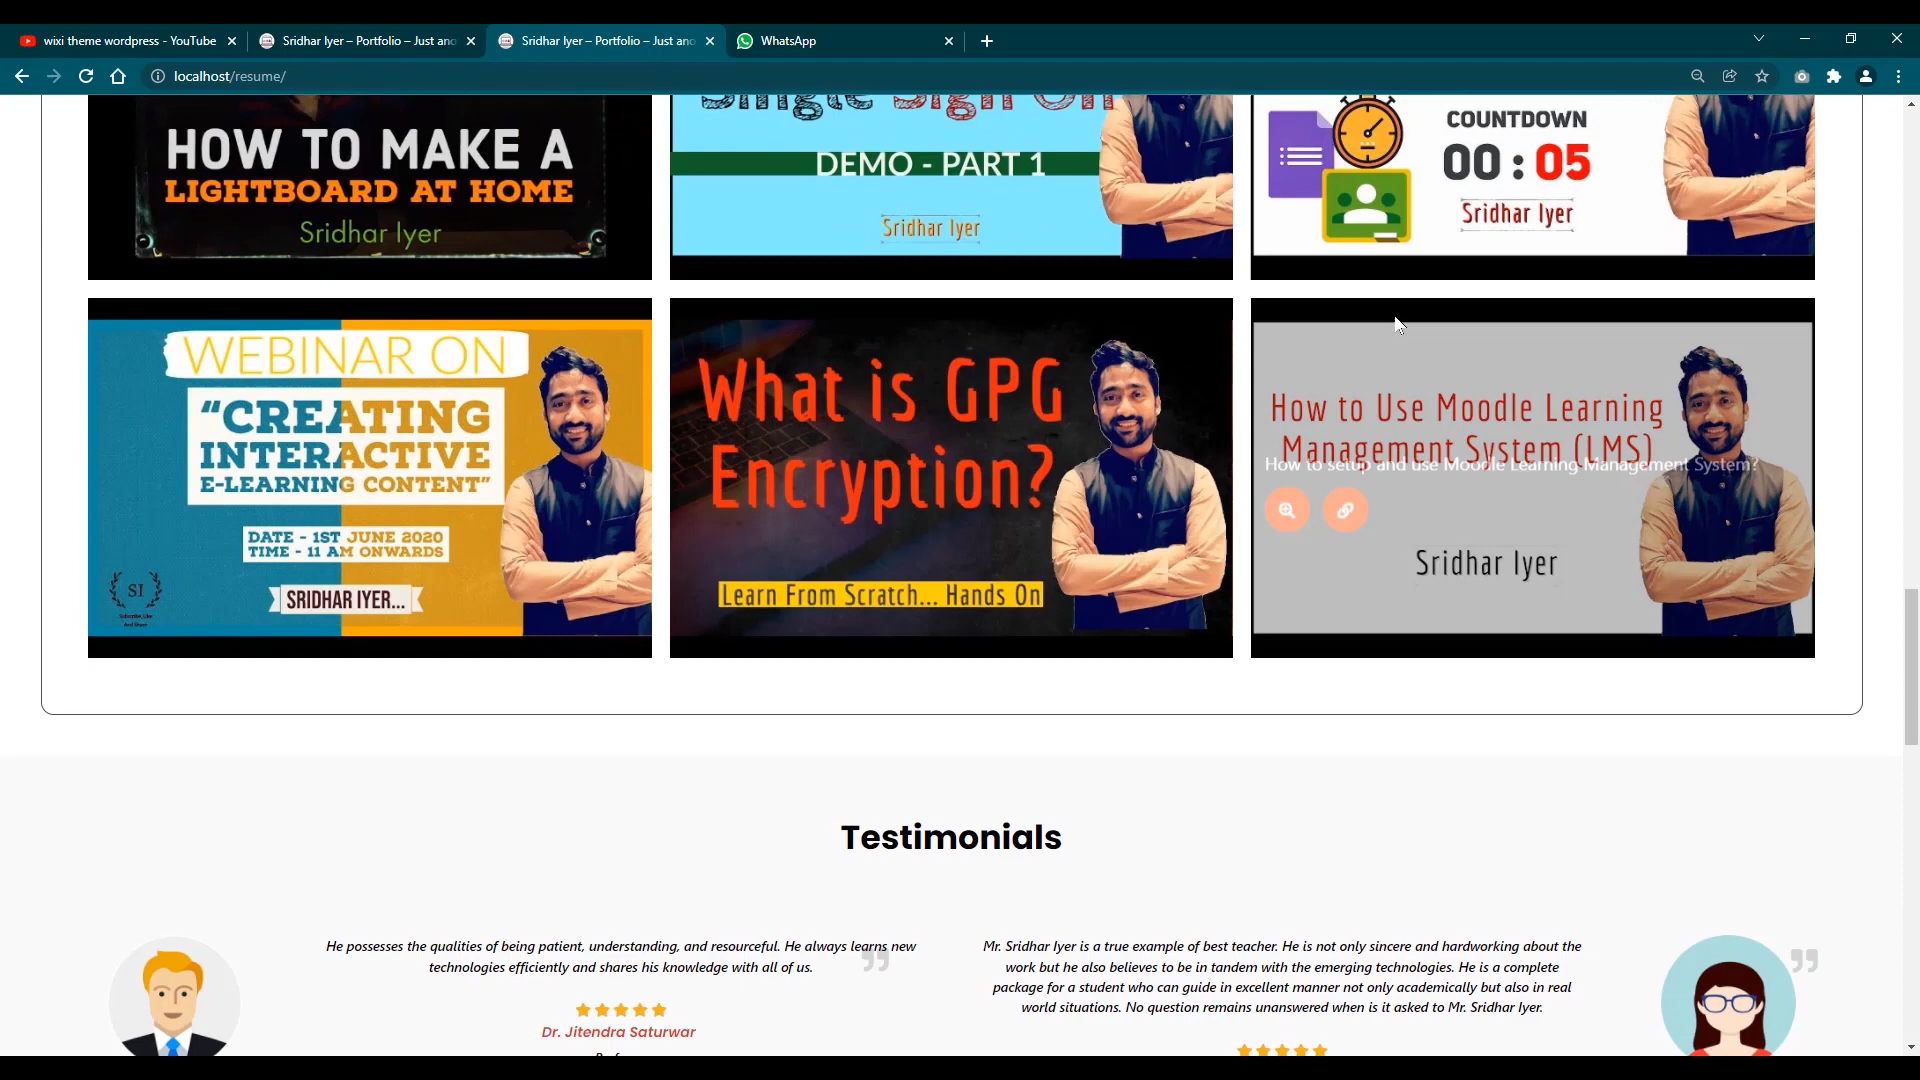 wixi theme wordpress - YouTube
Sridhar Iyer – Portfolio – Just ano
Sridhar Iyer – Portfolio – Just ano
WhatsApp
localhost/resume/
HOW TO MAKE A
LIGHTBOARD AT HOME
Sridhar Iyer
Single Sign On
DEMO - PART 1
Sridhar Iyer
COUNTDOWN
00 : 05
Sridhar Iyer
WEBINAR ON
“CREATING
INTERACTIVE
E-LEARNING CONTENT”
DATE - 1ST JUNE 2020
TIME - 11 AM ONWARDS
SI
Subscribe, Like
And Share
SRIDHAR IYER...
What is GPG
Encryption?
Learn From Scratch... Hands On
How to Use Moodle Learning
Management System (LMS)
How to setup and use Moodle Learning Management System?
Sridhar Iyer
Testimonials
He possesses the qualities of being patient, understanding, and resourceful. He always learns new
technologies efficiently and shares his knowledge with all of us.
Dr. Jitendra Saturwar
Mr. Sridhar Iyer is a true example of best teacher. He is not only sincere and hardworking about the
work but he also believes to be in tandem with the emerging technologies. He is a complete
package for a student who can guide in excellent manner not only academically but also in real
world situations. No question remains unanswered when is it asked to Mr. Sridhar Iyer.